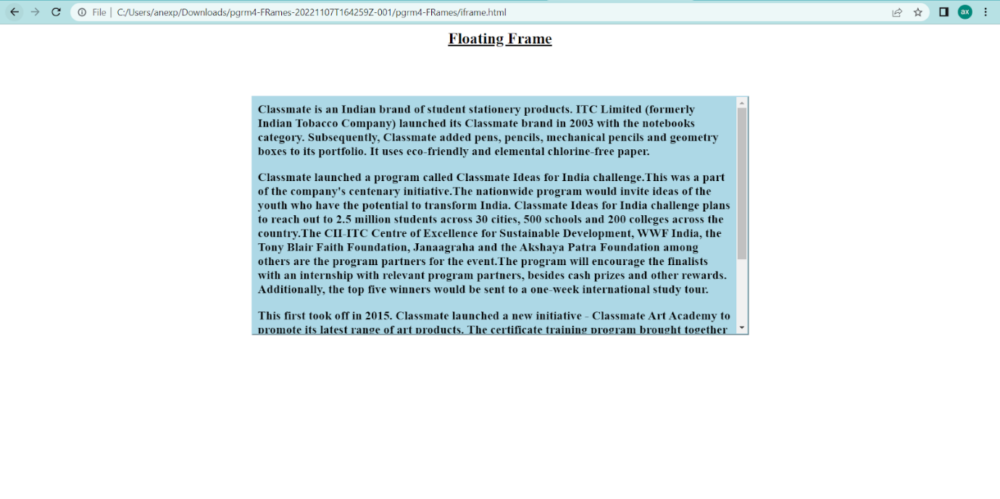 File | C:/Users/anexp/Downloads/pgrm4-FRames-20221107T164259Z-001/pgrm4-FRames/iframe.html
ax
Floating Frame
Classmate is an Indian brand of student stationery products. ITC Limited (formerly
Indian Tobacco Company) launched its Classmate brand in 2003 with the notebooks
category. Subsequently, Classmate added pens, pencils, mechanical pencils and geometry
boxes to its portfolio. It uses eco-friendly and elemental chlorine-free paper.
Classmate launched a program called Classmate Ideas for India challenge.This was a part
of the company's centenary initiative.The nationwide program would invite ideas of the
youth who have the potential to transform India. Classmate Ideas for India challenge plans
to reach out to 2.5 million students across 30 cities, 500 schools and 200 colleges across the
country.The CII-ITC Centre of Excellence for Sustainable Development, WWF India, the
Tony Blair Faith Foundation, Janaagraha and the Akshaya Patra Foundation among
others are the program partners for the event.The program will encourage the finalists
with an internship with relevant program partners, besides cash prizes and other rewards.
Additionally, the top five winners would be sent to a one-week international study tour.
This first took off in 2015. Classmate launched a new initiative - Classmate Art Academy to
promote its latest range of art products. The certificate training program brought together